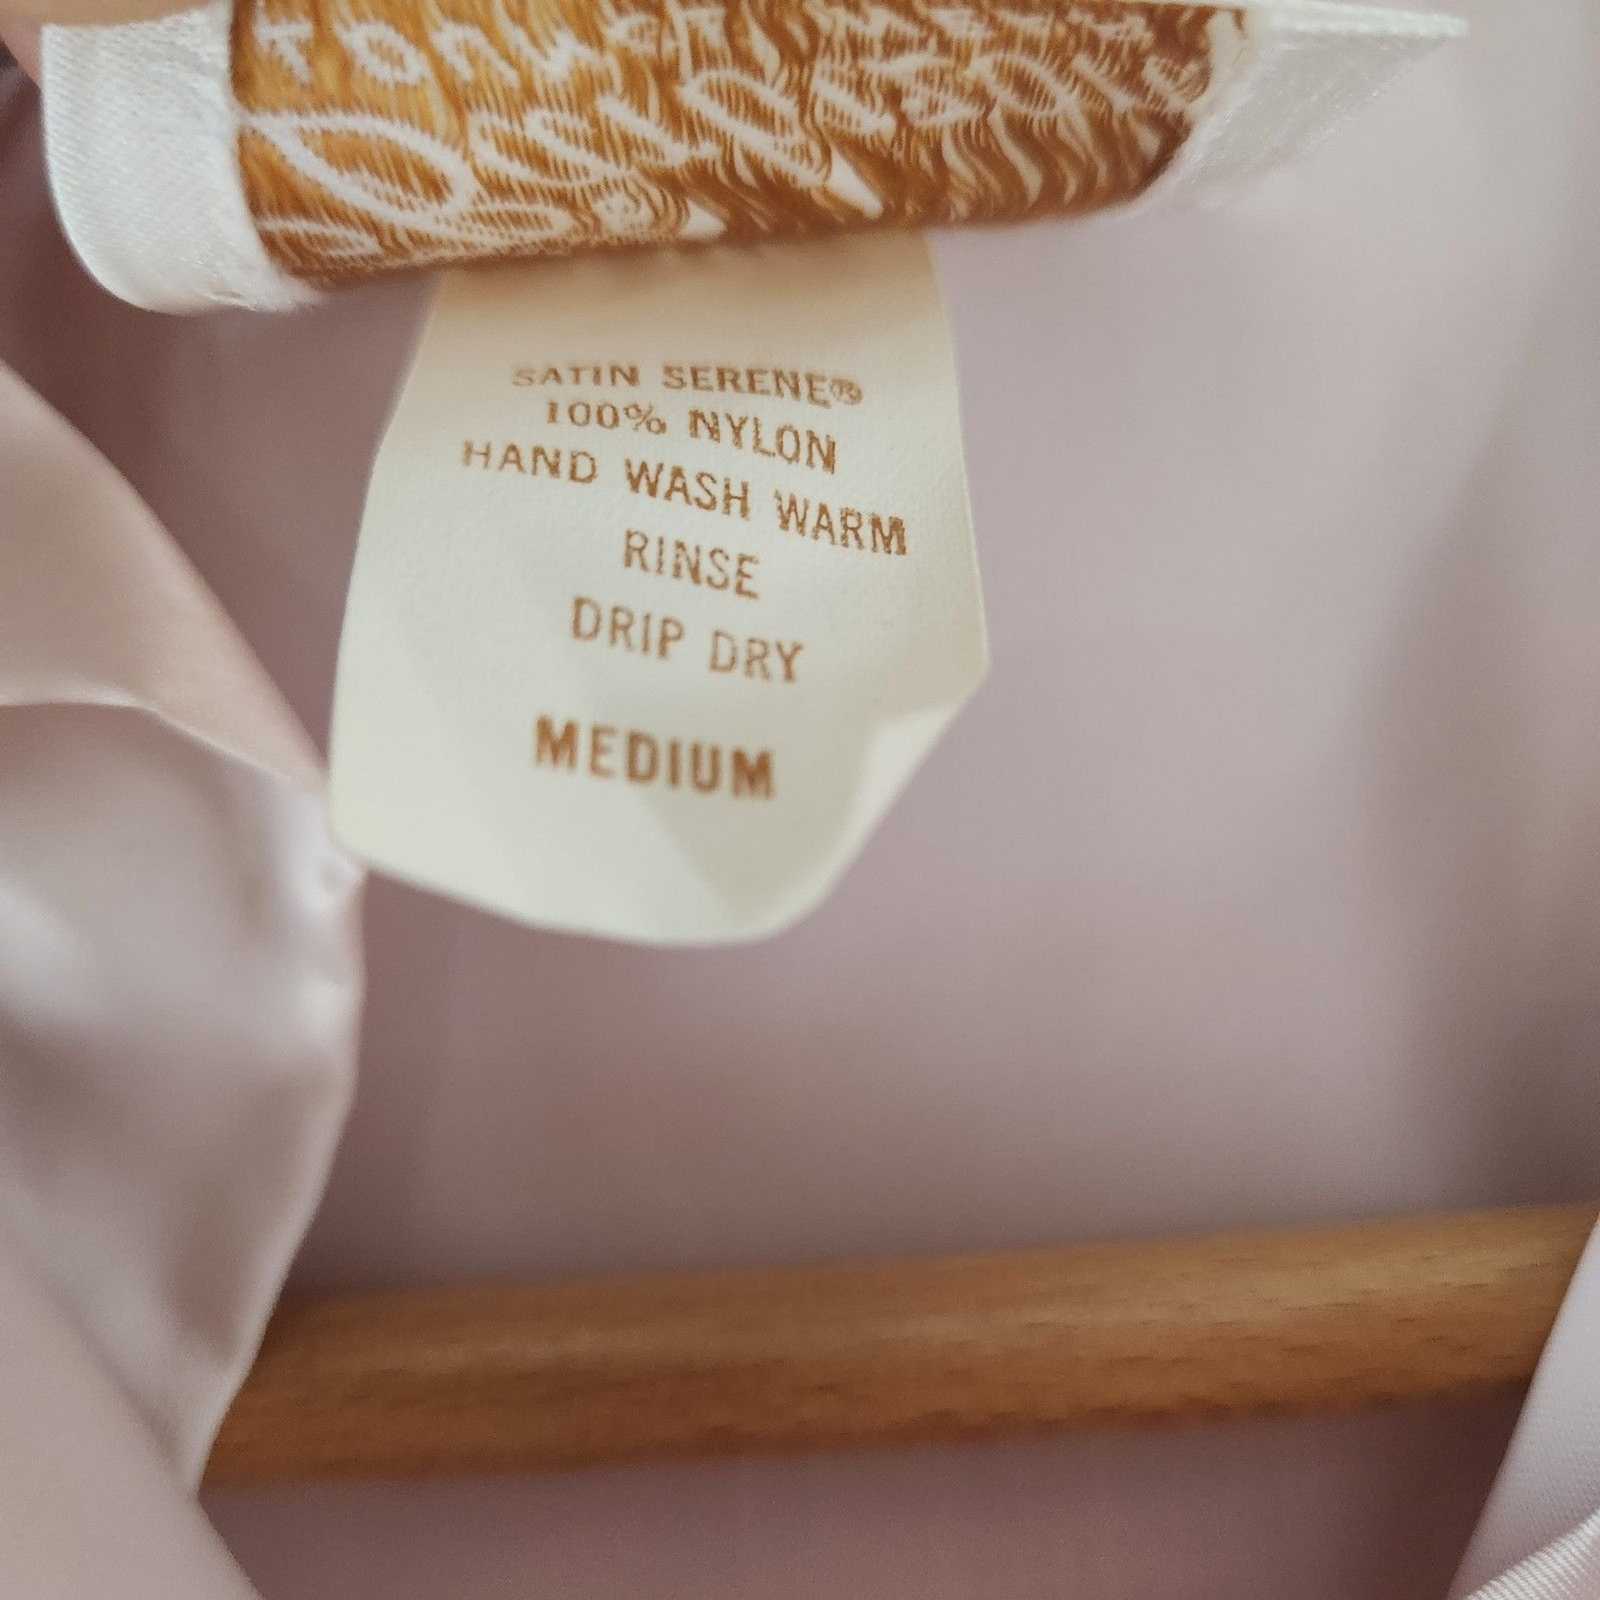 SATIN SERENE®
100% NYLON
HAND WASH WARM
RINSE
DRIP DRY
MEDIUM